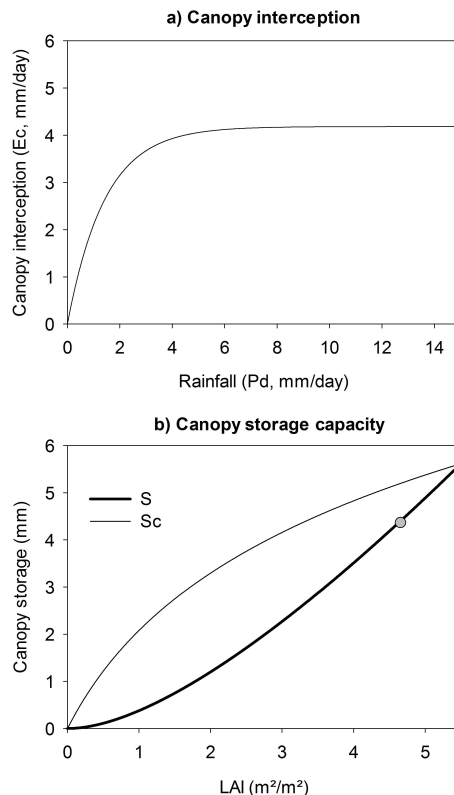 a) Canopy interception
6
5
4
3
2
1
0
Canopy interception (Ec, mm/day)
0 2 4 6 8 10 12 14
Rainfall (Pd, mm/day)
b) Canopy storage capacity
6
5
4
3
2
1
0
Canopy storage (mm)
S
Sc
0 1 2 3 4 5
LAI (m²/m²)